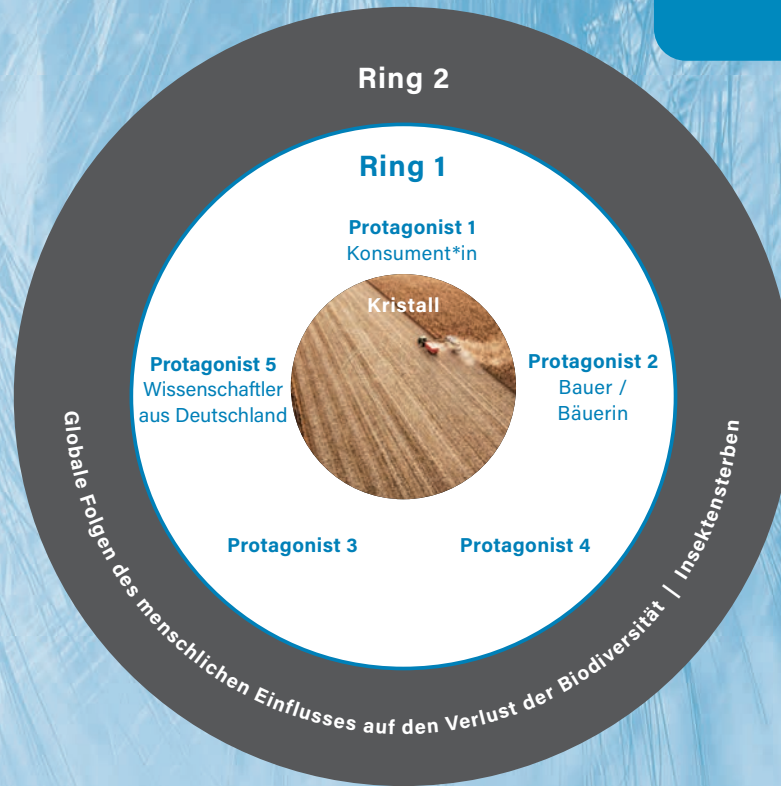 Ring 2
Ring 1
Protagonist 1
Konsument*in
Kristall
Protagonist 5
Wissenschaftler
aus Deutschland
Protagonist 2
Bauer /
Bäuerin
Protagonist 3
Protagonist 4
Globale Folgen des menschlichen Einflusses auf den Verlust der Biodiversität | Insektensterben